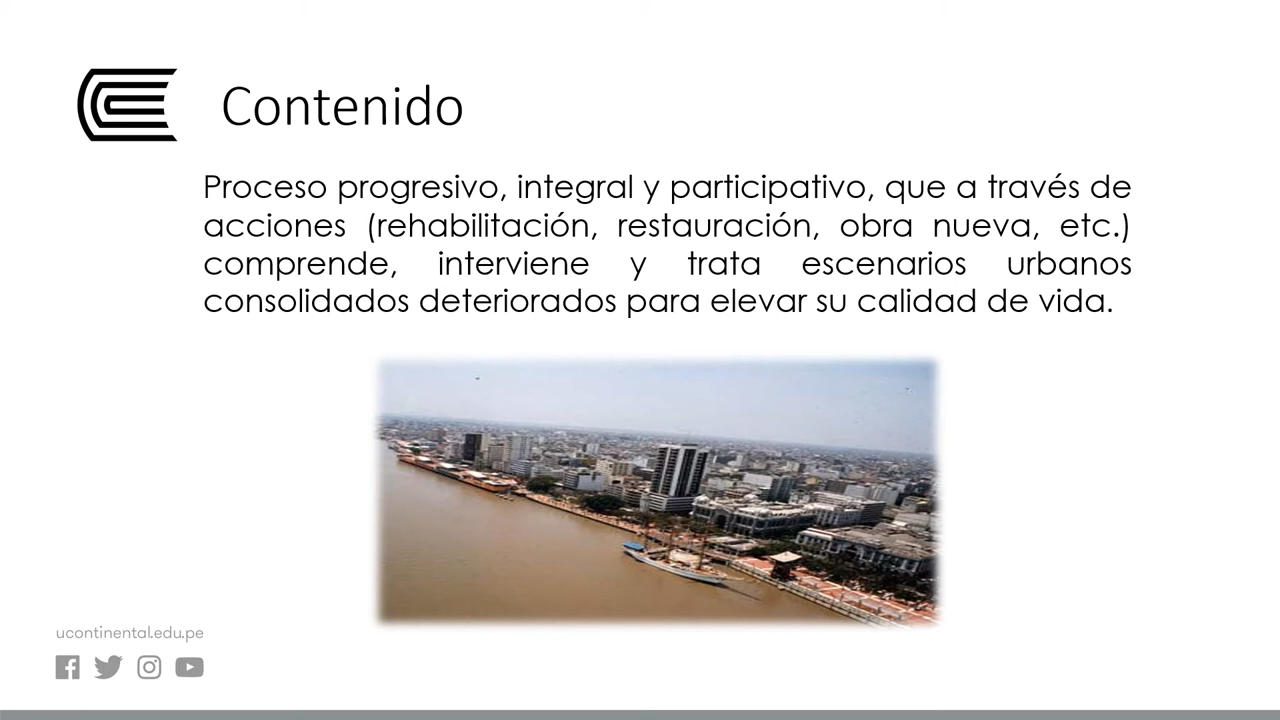 Contenido
Proceso progresivo, integral y participativo, que a través de
acciones (rehabilitación, restauración, obra nueva, etc.)
comprende, interviene y trata escenarios urbanos
consolidados deteriorados para elevar su calidad de vida.
ucontinental.edu.pe